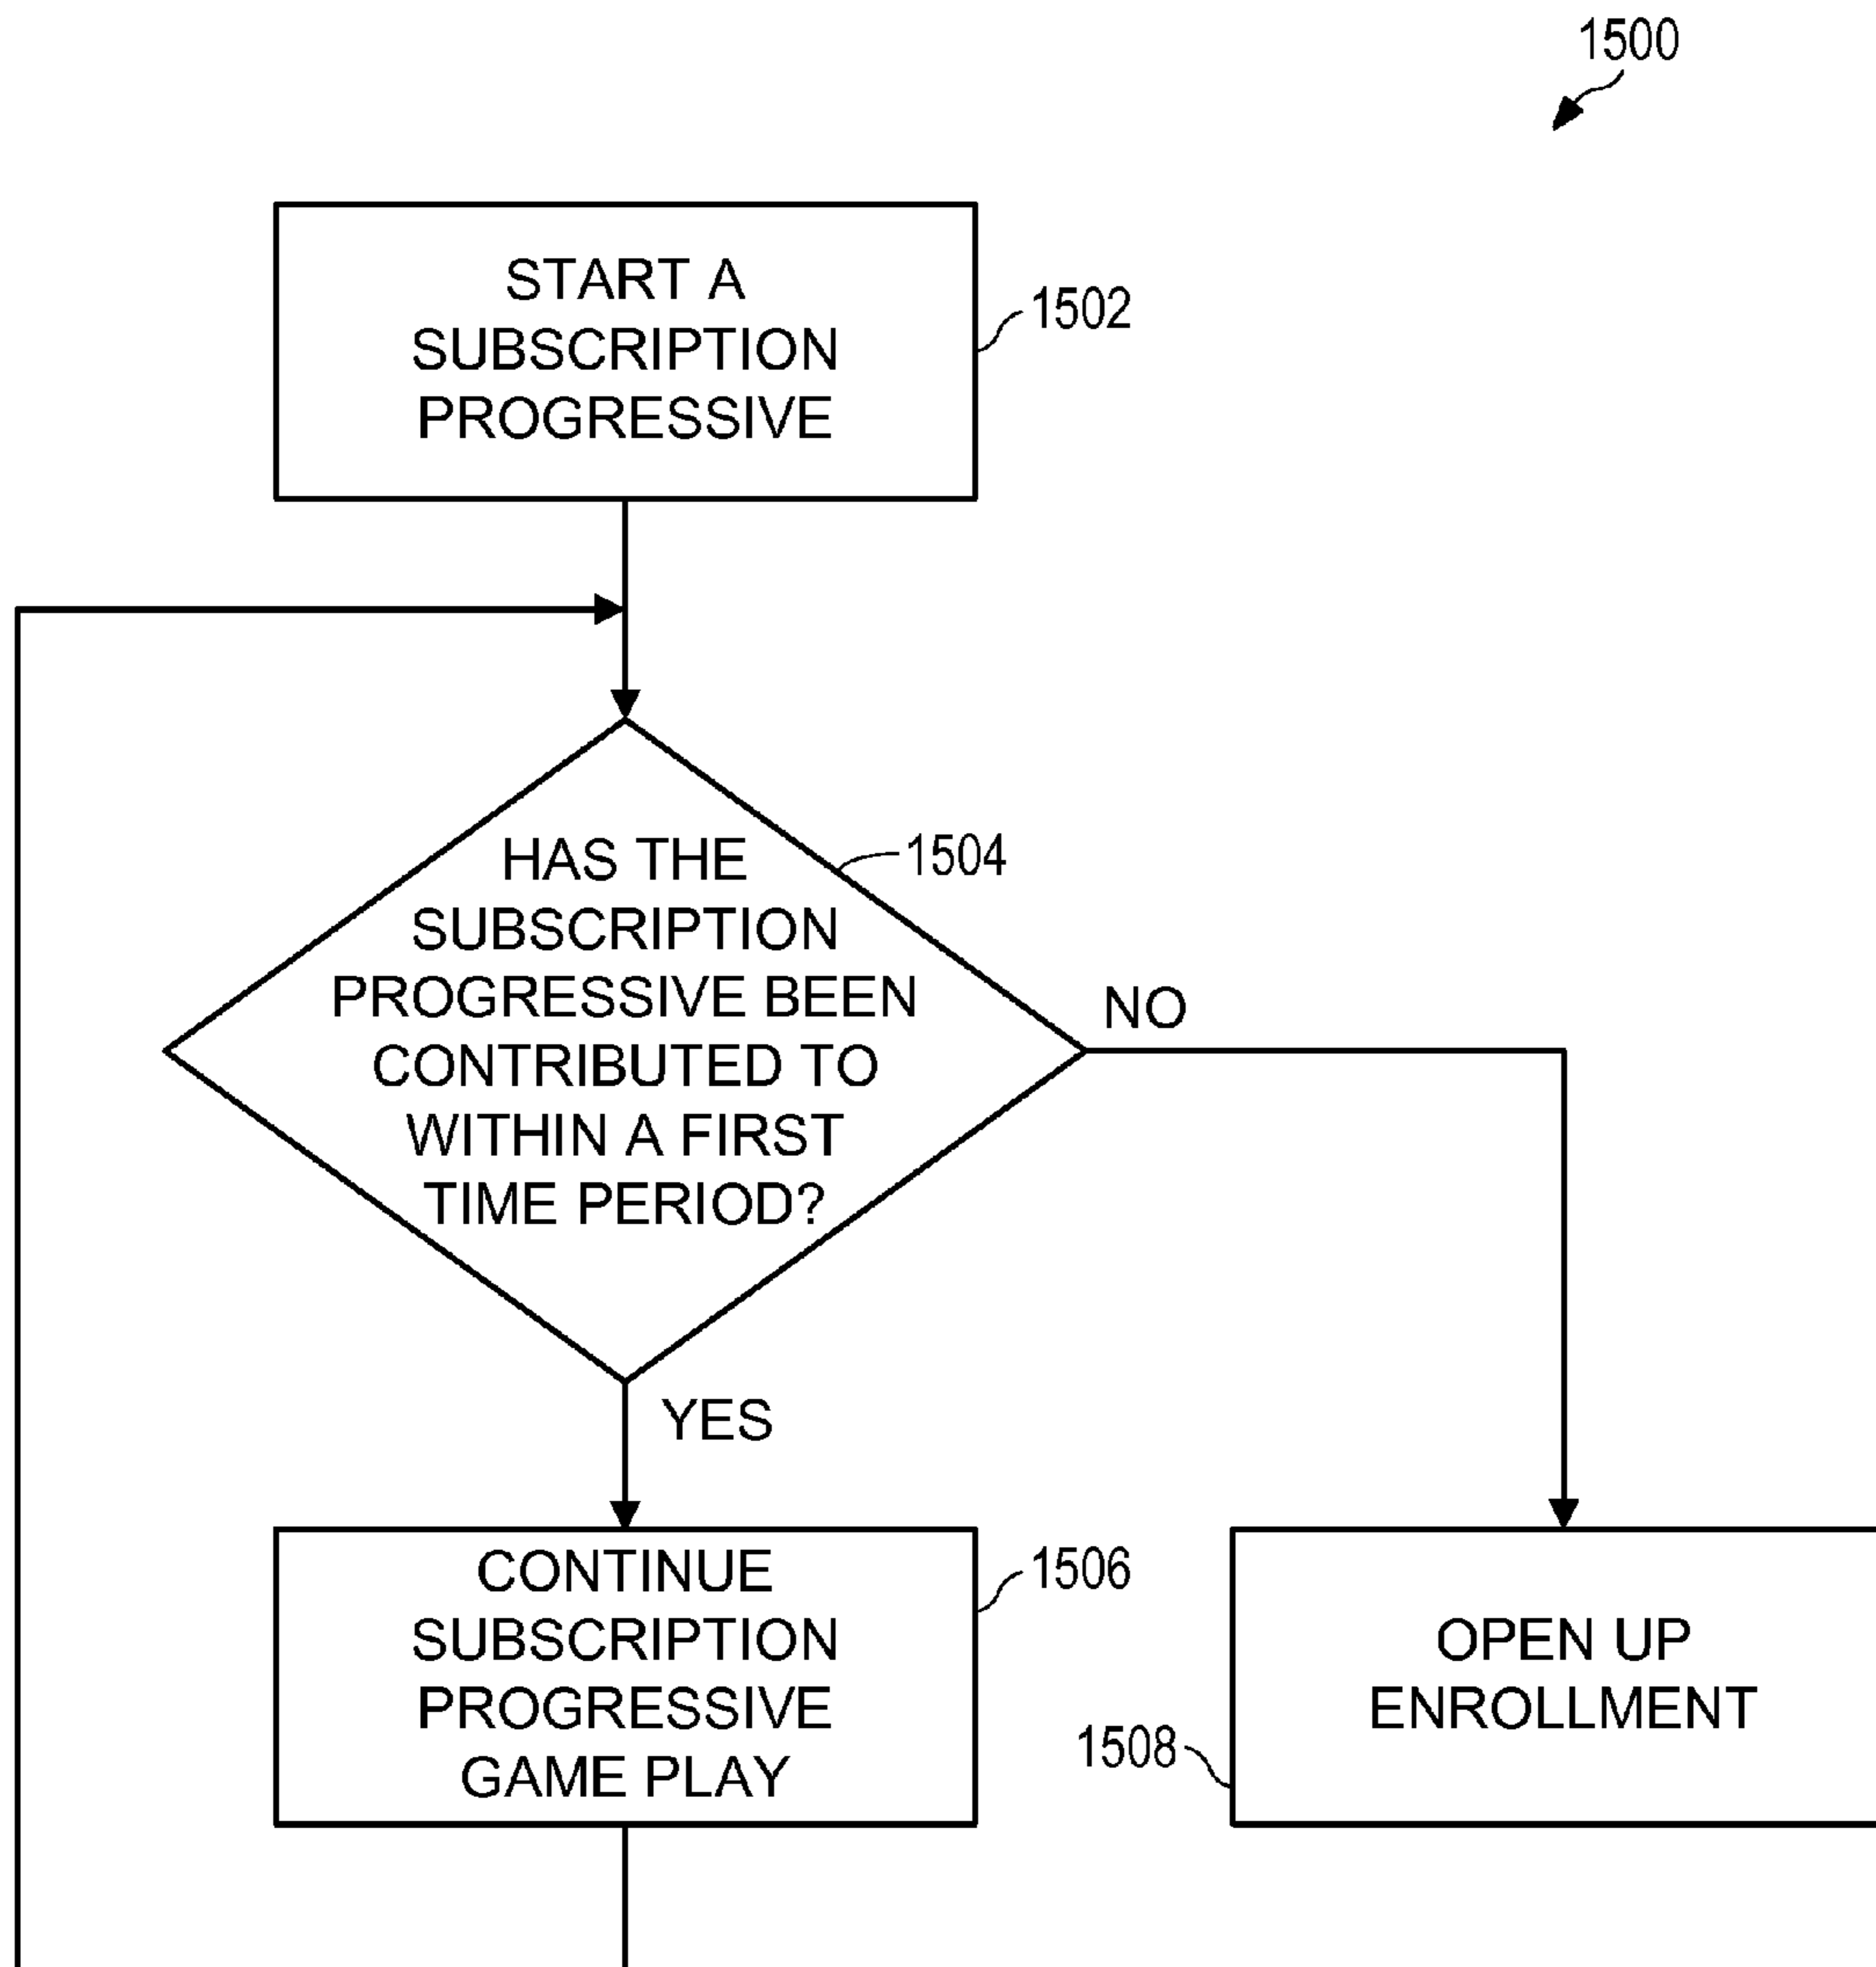 1500
START A
SUBSCRIPTION
PROGRESSIVE
1502
HAS THE
SUBSCRIPTION
PROGRESSIVE BEEN
CONTRIBUTED TO
WITHIN A FIRST
TIME PERIOD?
1504
NO
YES
CONTINUE
SUBSCRIPTION
PROGRESSIVE
GAME PLAY
1506
OPEN UP
ENROLLMENT
1508